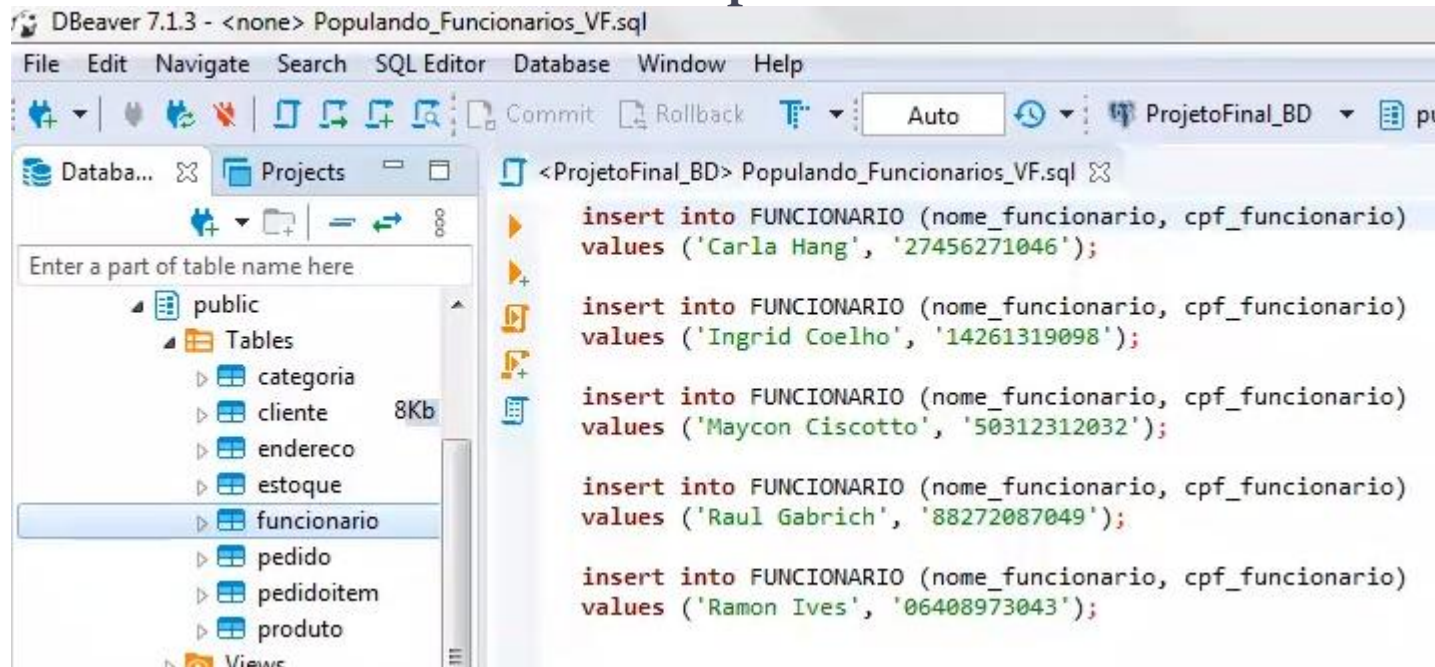 DBeaver 7.1.3 - <none> Populando_Funcionarios_VF.sql
File Edit Navigate Search SQL Editor Database Window Help
Commit Rollback Auto ProjetoFinal_BD
Databa... Projects
<ProjetoFinal_BD> Populando_Funcionarios_VF.sql
Enter a part of table name here
public
Tables
categoria
cliente 8Kb
endereco
estoque
funcionario
pedido
pedidoitem
produto
Views
insert into FUNCIONARIO (nome_funcionario, cpf_funcionario)
values ('Carla Hang', '27456271046');
insert into FUNCIONARIO (nome_funcionario, cpf_funcionario)
values ('Ingrid Coelho', '14261319098');
insert into FUNCIONARIO (nome_funcionario, cpf_funcionario)
values ('Maycon Ciscotto', '50312312032');
insert into FUNCIONARIO (nome_funcionario, cpf_funcionario)
values ('Raul Gabrich', '88272087049');
insert into FUNCIONARIO (nome_funcionario, cpf_funcionario)
values ('Ramon Ives', '06408973043');